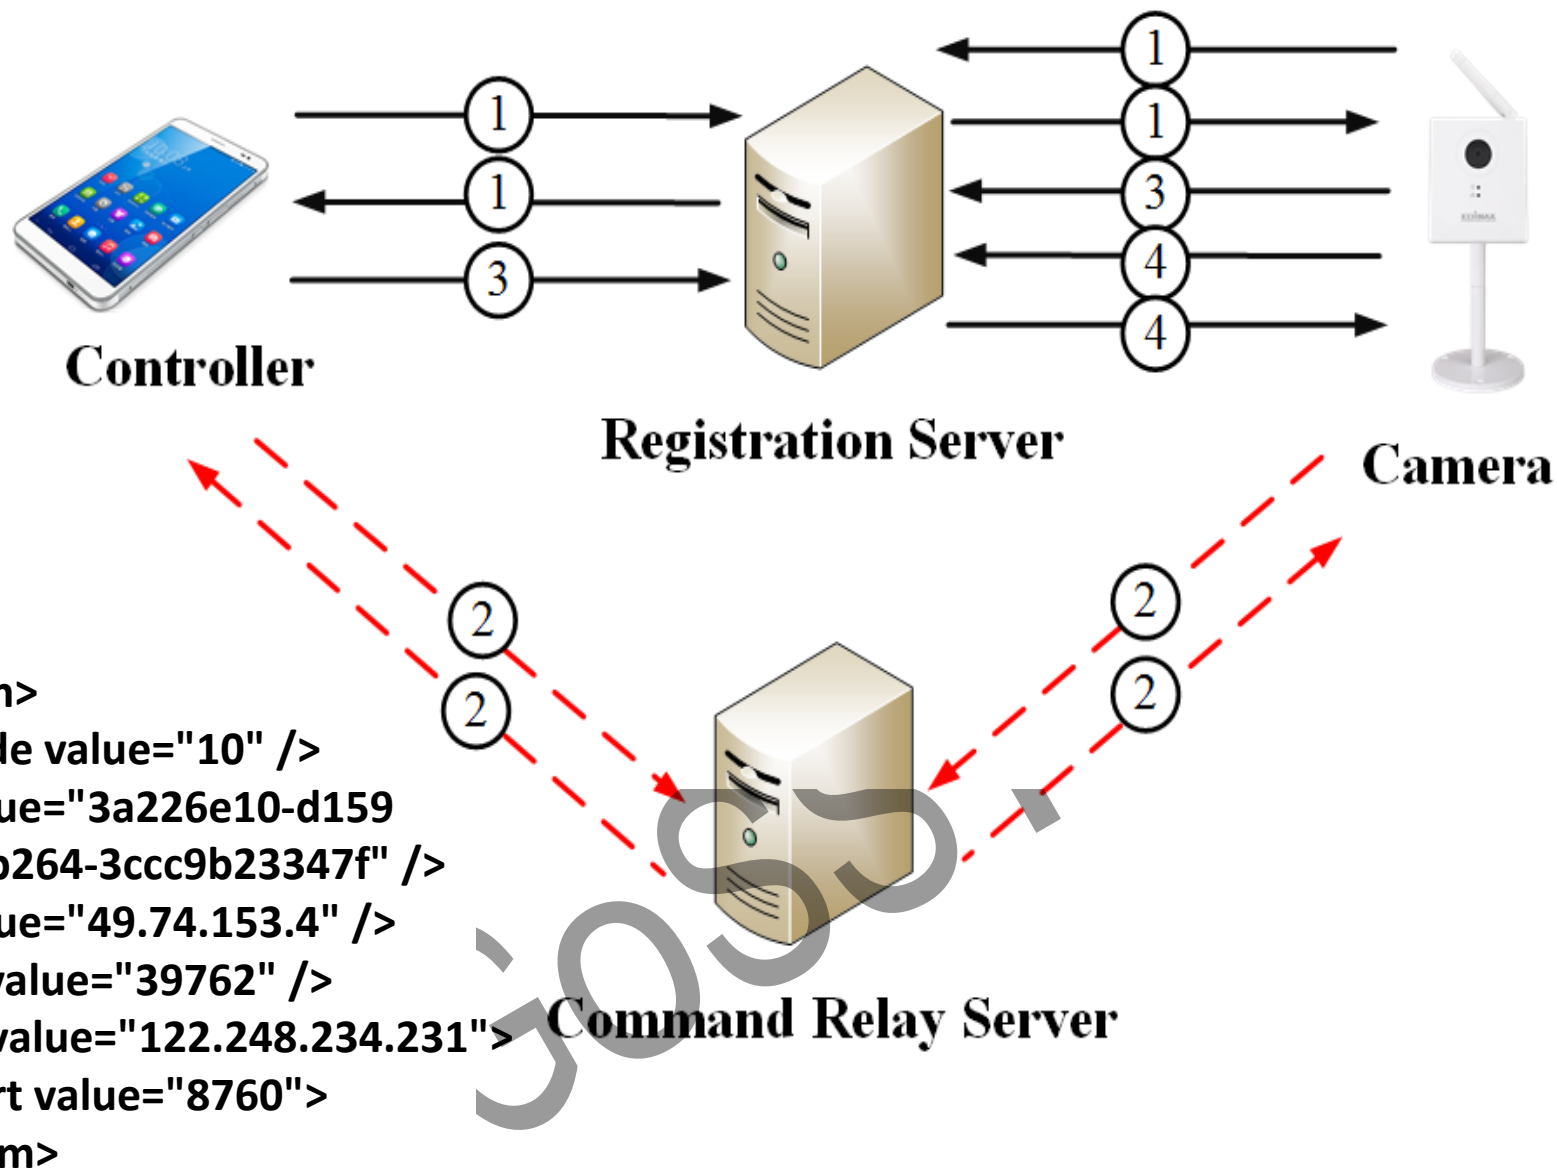 1
1
3
1
1
3
4
4
EDIMAX
Controller
Registration Server
Camera
2
2
2
2
Command Relay Server
m>
de value="10" />
ue="3a226e10-d159
b264-3ccc9b23347f" />
ue="49.74.153.4" />
value="39762" />
value="122.248.234.231">
rt value="8760">
m>